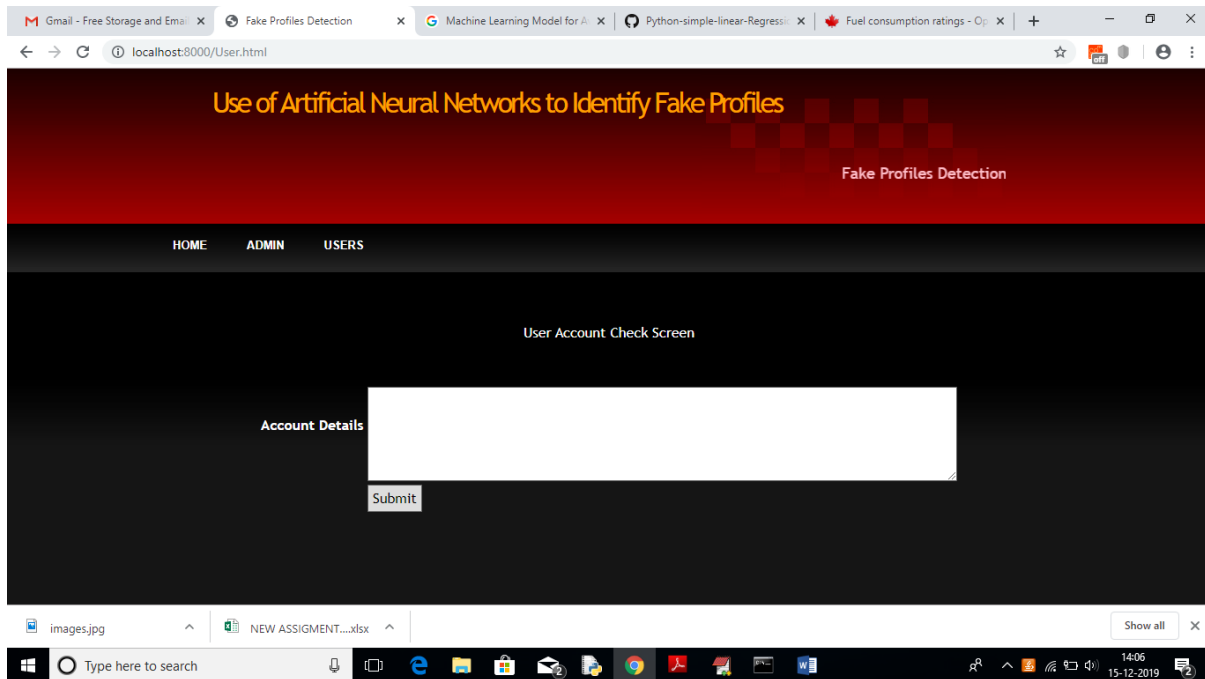 Gmail - Free Storage and Email
Fake Profiles Detection
Machine Learning Model for A
Python-simple-linear-Regressi
Fuel consumption ratings - Op
localhost:8000/User.html
off
Use of Artificial Neural Networks to Identify Fake Profiles
Fake Profiles Detection
HOME ADMIN USERS
User Account Check Screen
Account Details
Submit
images.jpg
NEW ASSIGMENT....xlsx
Show all
Type here to search
14:06
15-12-2019